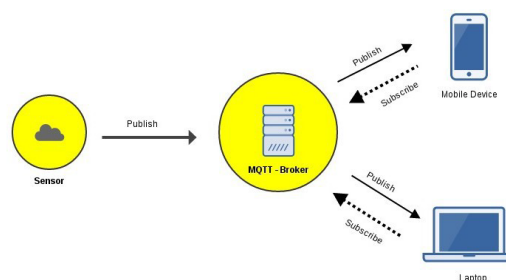 Publish
Mobile Device
Subscribe
Publish
Sensor
MQTT - Broker
Publish
Subscribe
Laptop